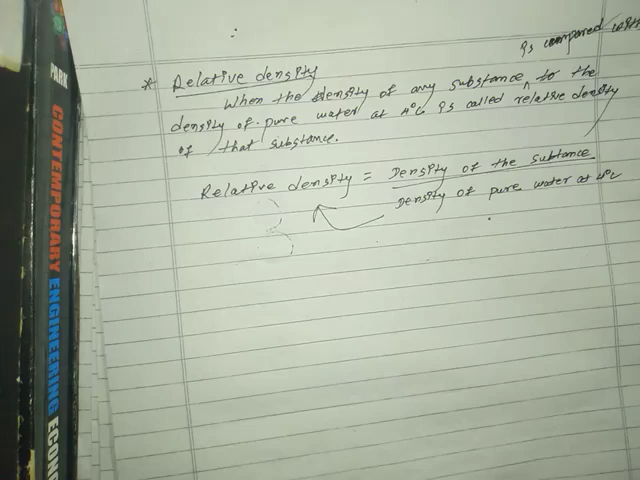 PARK
CONTEMPORARY ENGINEERING ECONO
is compared with
* Relative density
When the density of any substance ^ to the
density of pure water at 4°C is called relative density
of that substance.
Relative density = Density of the subtance
Density of pure water at 4°C